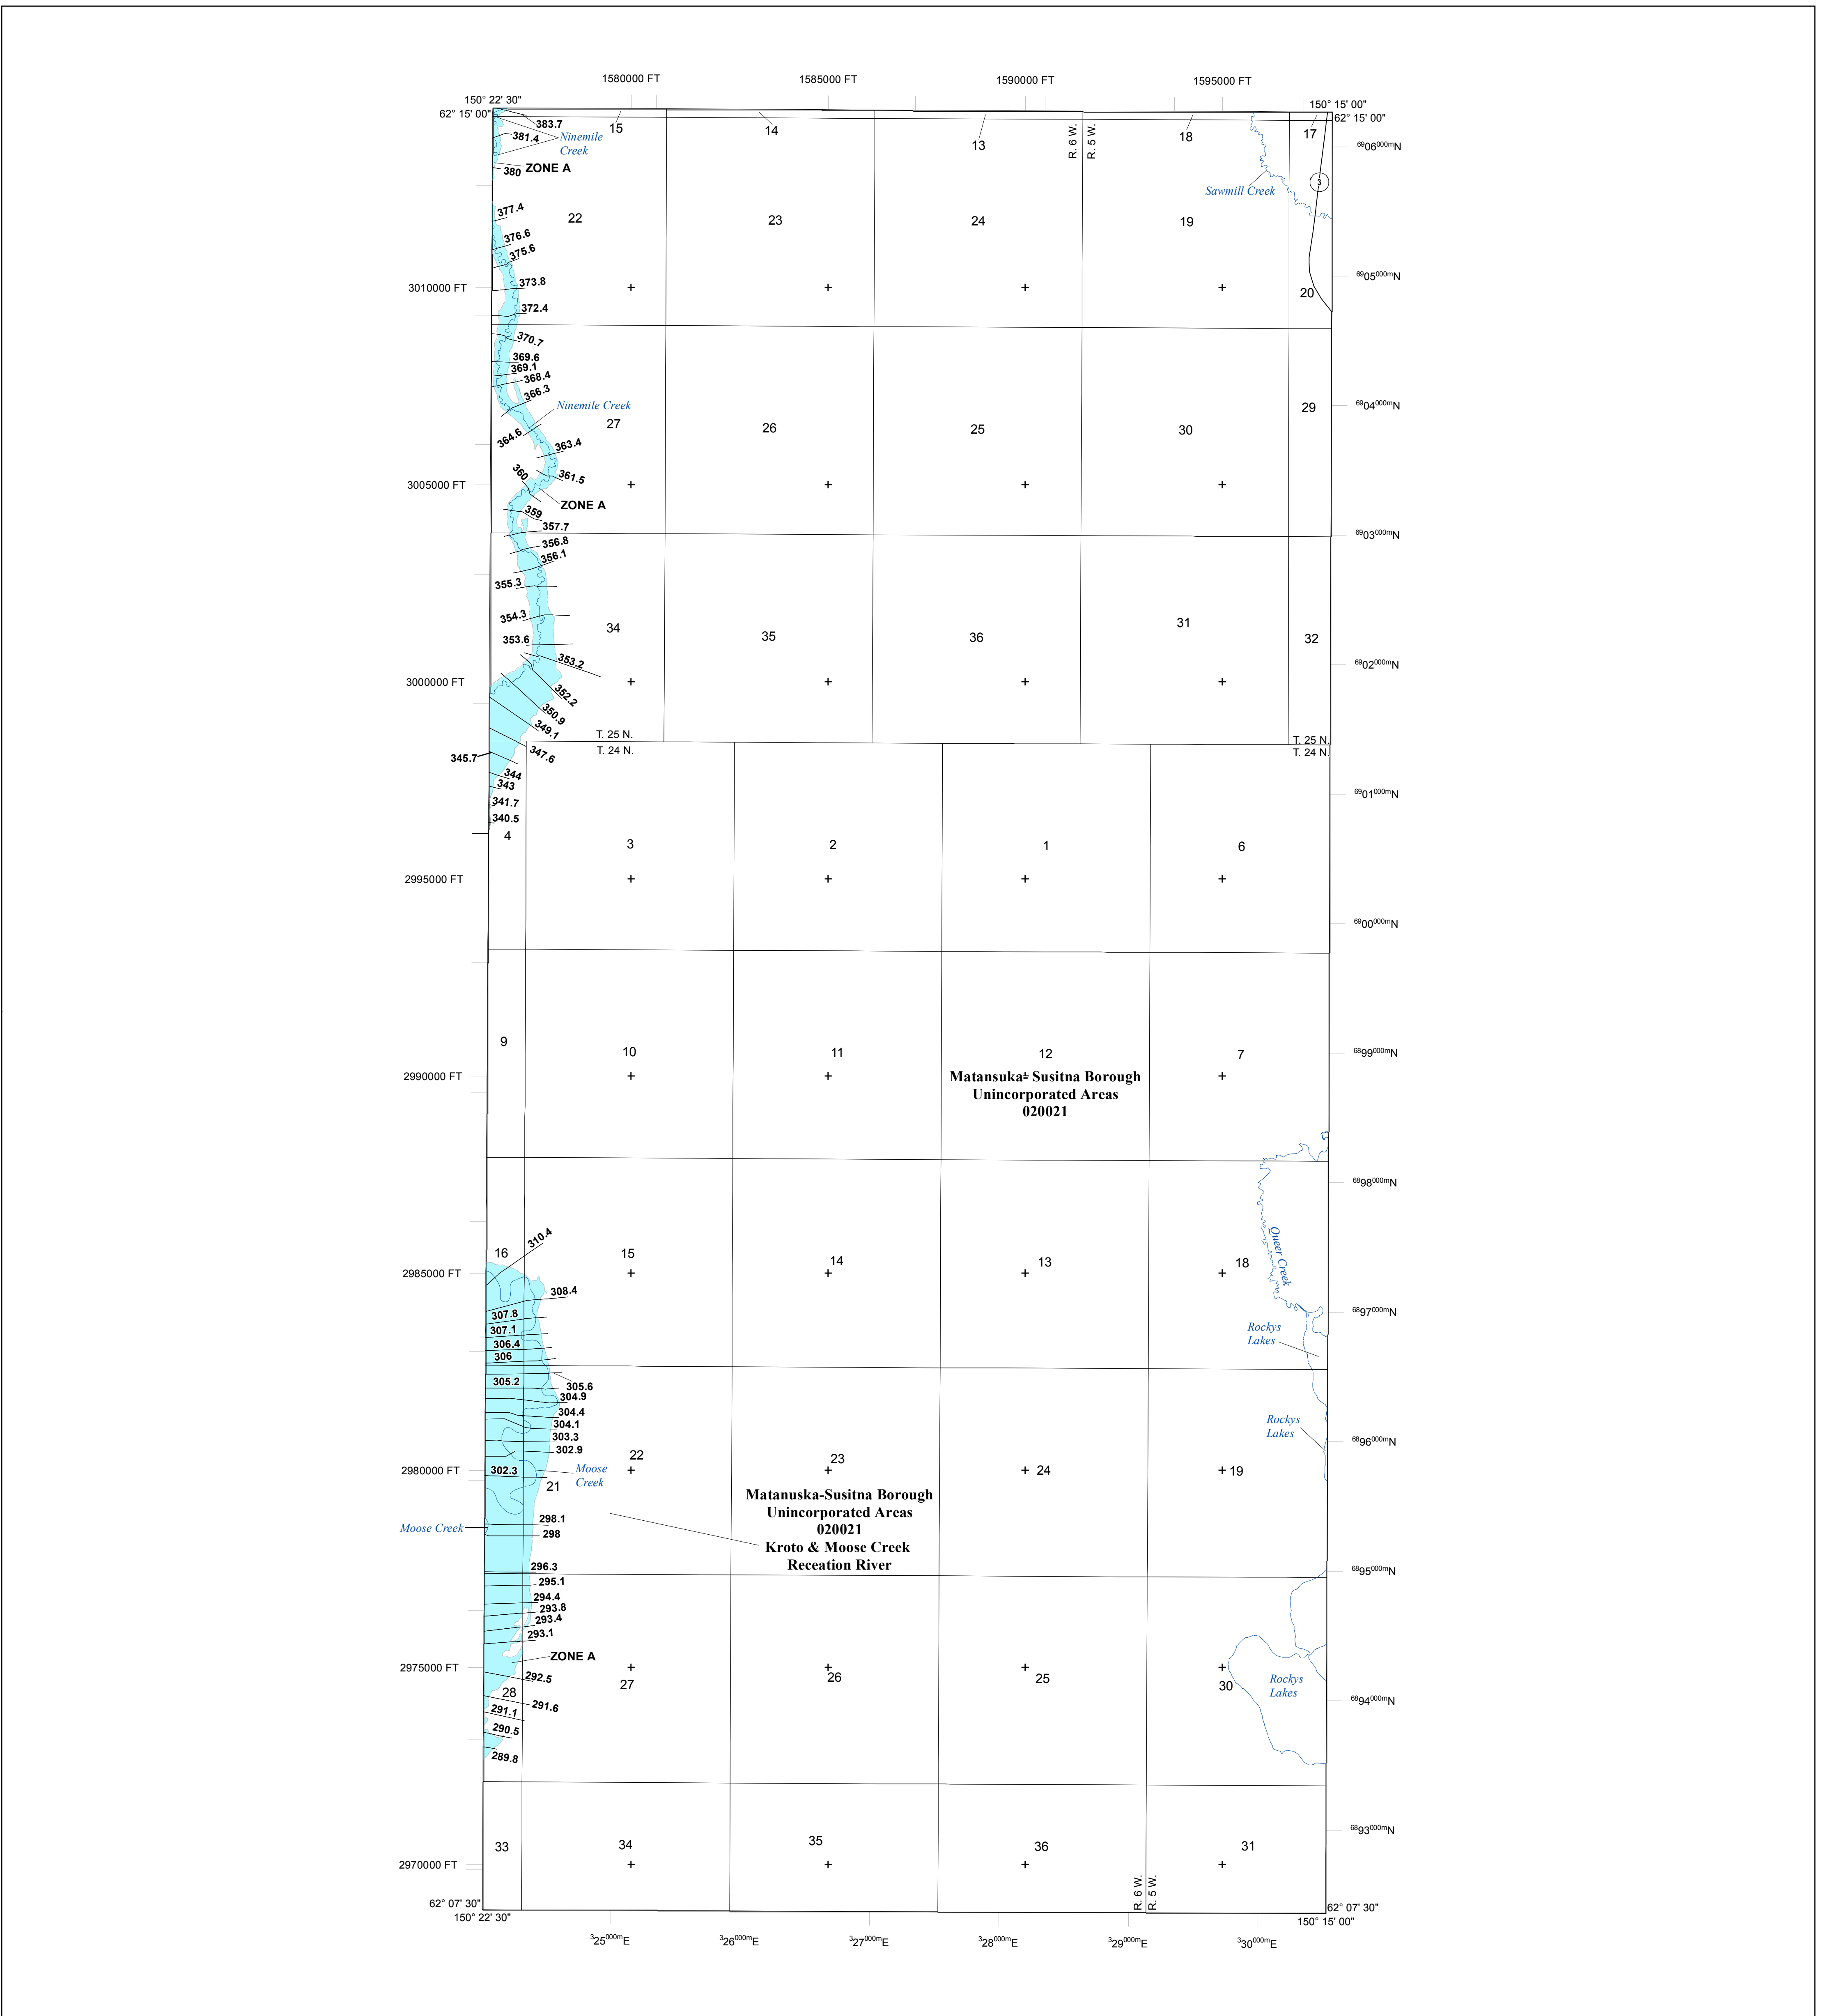 1580000 FT
1585000 FT
1590000 FT
1595000 FT
150° 22' 30"
150° 15' 00"
62° 15' 00"
62° 15' 00"
383.7
15
14
13
R. 6 W.
R. 5 W.
18
17
381.4
Ninemile
Creek
6906000mN
380
ZONE A
3
Sawmill Creek
377.4
22
23
24
19
376.6
375.6
6905000mN
3010000 FT
373.8
20
372.4
370.7
369.6
369.1
368.4
366.3
Ninemile Creek
6904000mN
29
27
26
25
30
364.6
363.4
360
361.5
3005000 FT
ZONE A
359
357.7
6903000mN
356.8
356.1
355.3
354.3
34
35
36
31
32
353.6
353.2
6902000mN
3000000 FT
352.2
350.9
349.1
T. 25 N.
T. 25 N.
T. 24 N.
T. 24 N.
345.7
347.6
344
343
6901000mN
341.7
340.5
4
3
2
1
6
2995000 FT
6900000mN
9
10
11
12
7
6899000mN
2990000 FT
Matansuka- Susitna Borough
Unincorporated Areas
020021
6898000mN
310.4
16
15
14
13
18
Queer Creek
2985000 FT
308.4
307.8
6897000mN
307.1
Rockys
Lakes
306.4
306
305.2
305.6
304.9
304.4
304.1
Rockys
Lakes
303.3
302.9
6896000mN
22
23
2980000 FT
302.3
Moose
Creek
24
19
21
Matanuska-Susitna Borough
Unincorporated Areas
020021
Kroto & Moose Creek
Receation River
298.1
Moose Creek
298
296.3
6895000mN
295.1
294.4
293.8
293.4
293.1
ZONE A
2975000 FT
292.5
27
26
25
30
Rockys
Lakes
28
291.6
6894000mN
291.1
290.5
289.8
6893000mN
33
34
35
36
31
2970000 FT
R. 6 W.
R. 5 W.
62° 07' 30"
62° 07' 30"
150° 22' 30"
150° 15' 00"
325000mE
326000mE
327000mE
328000mE
329000mE
330000mE